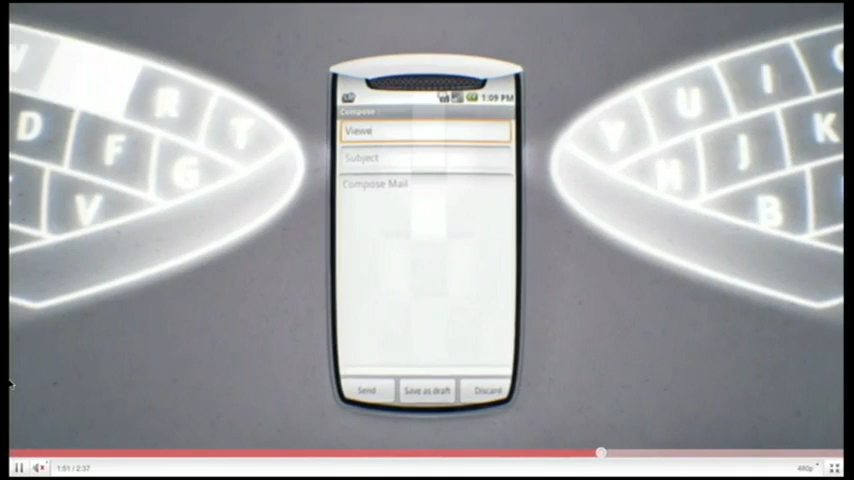 1:09 PM
Compose
Viewe
Subject
Compose Mail
Send Save as draft Discard
R T Y U I
D F G H J K
V B
1:51 / 2:37 480p